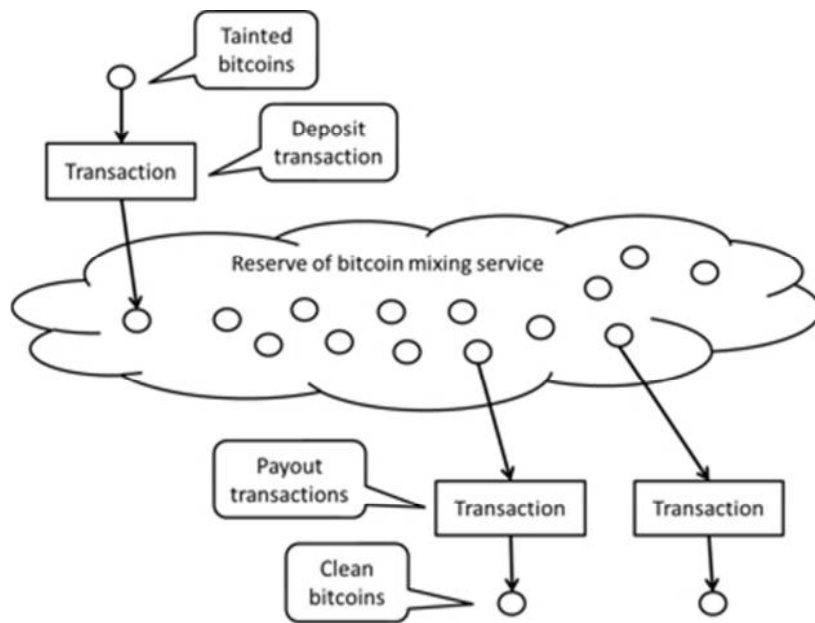 Tainted
bitcoins
Deposit
transaction
Transaction
Reserve of bitcoin mixing service
Payout
transactions
Transaction
Transaction
Clean
bitcoins